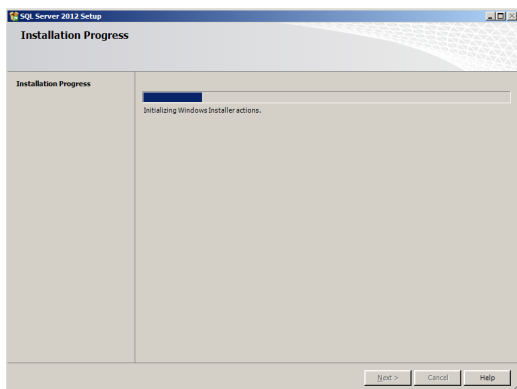 SQL Server 2012 Setup
Installation Progress
Installation Progress
Initializing Windows Installer actions.
Next >
Cancel
Help